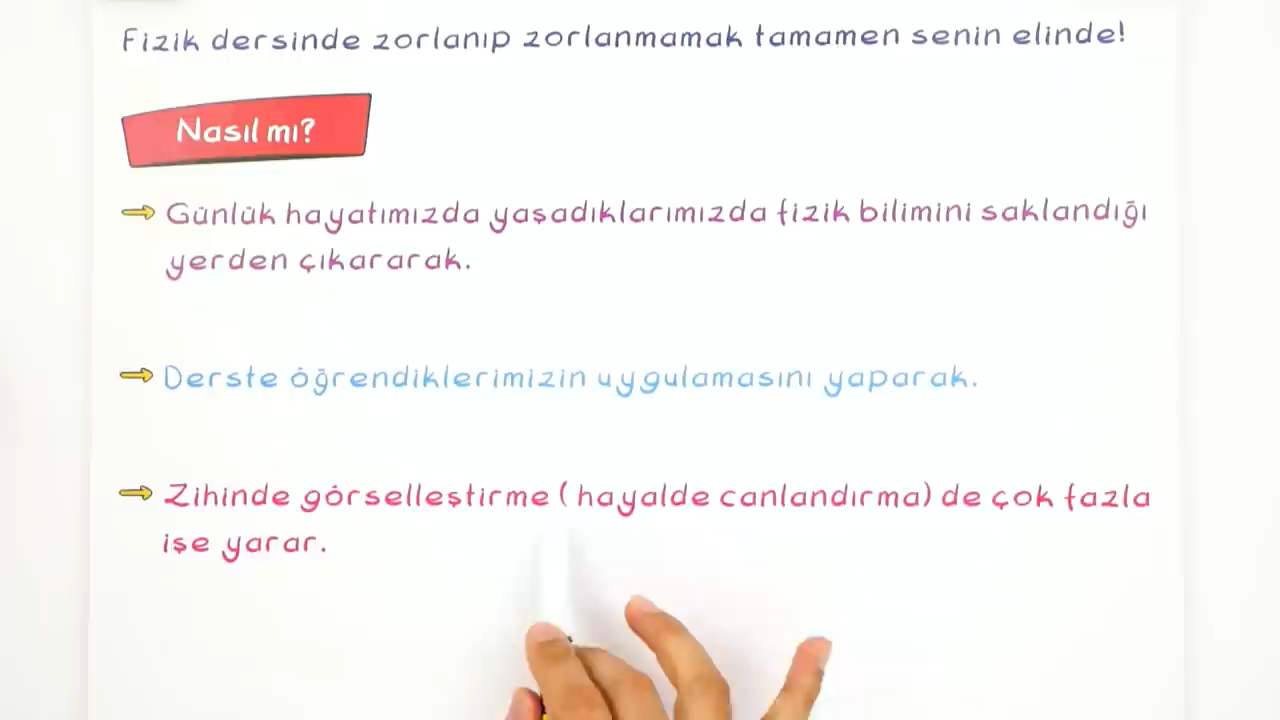 Fizik dersinde zorlanıp zorlanmamak tamamen senin elinde!
Nasıl mı?
Günlük hayatımızda yaşadıklarımızda fizik bilimini saklandığı
yerden çıkararak.
Derste öğrendiklerimizin uygulamasını yaparak.
Zihinde görselleştirme (hayalde canlandırma) de çok fazla
işe yarar.